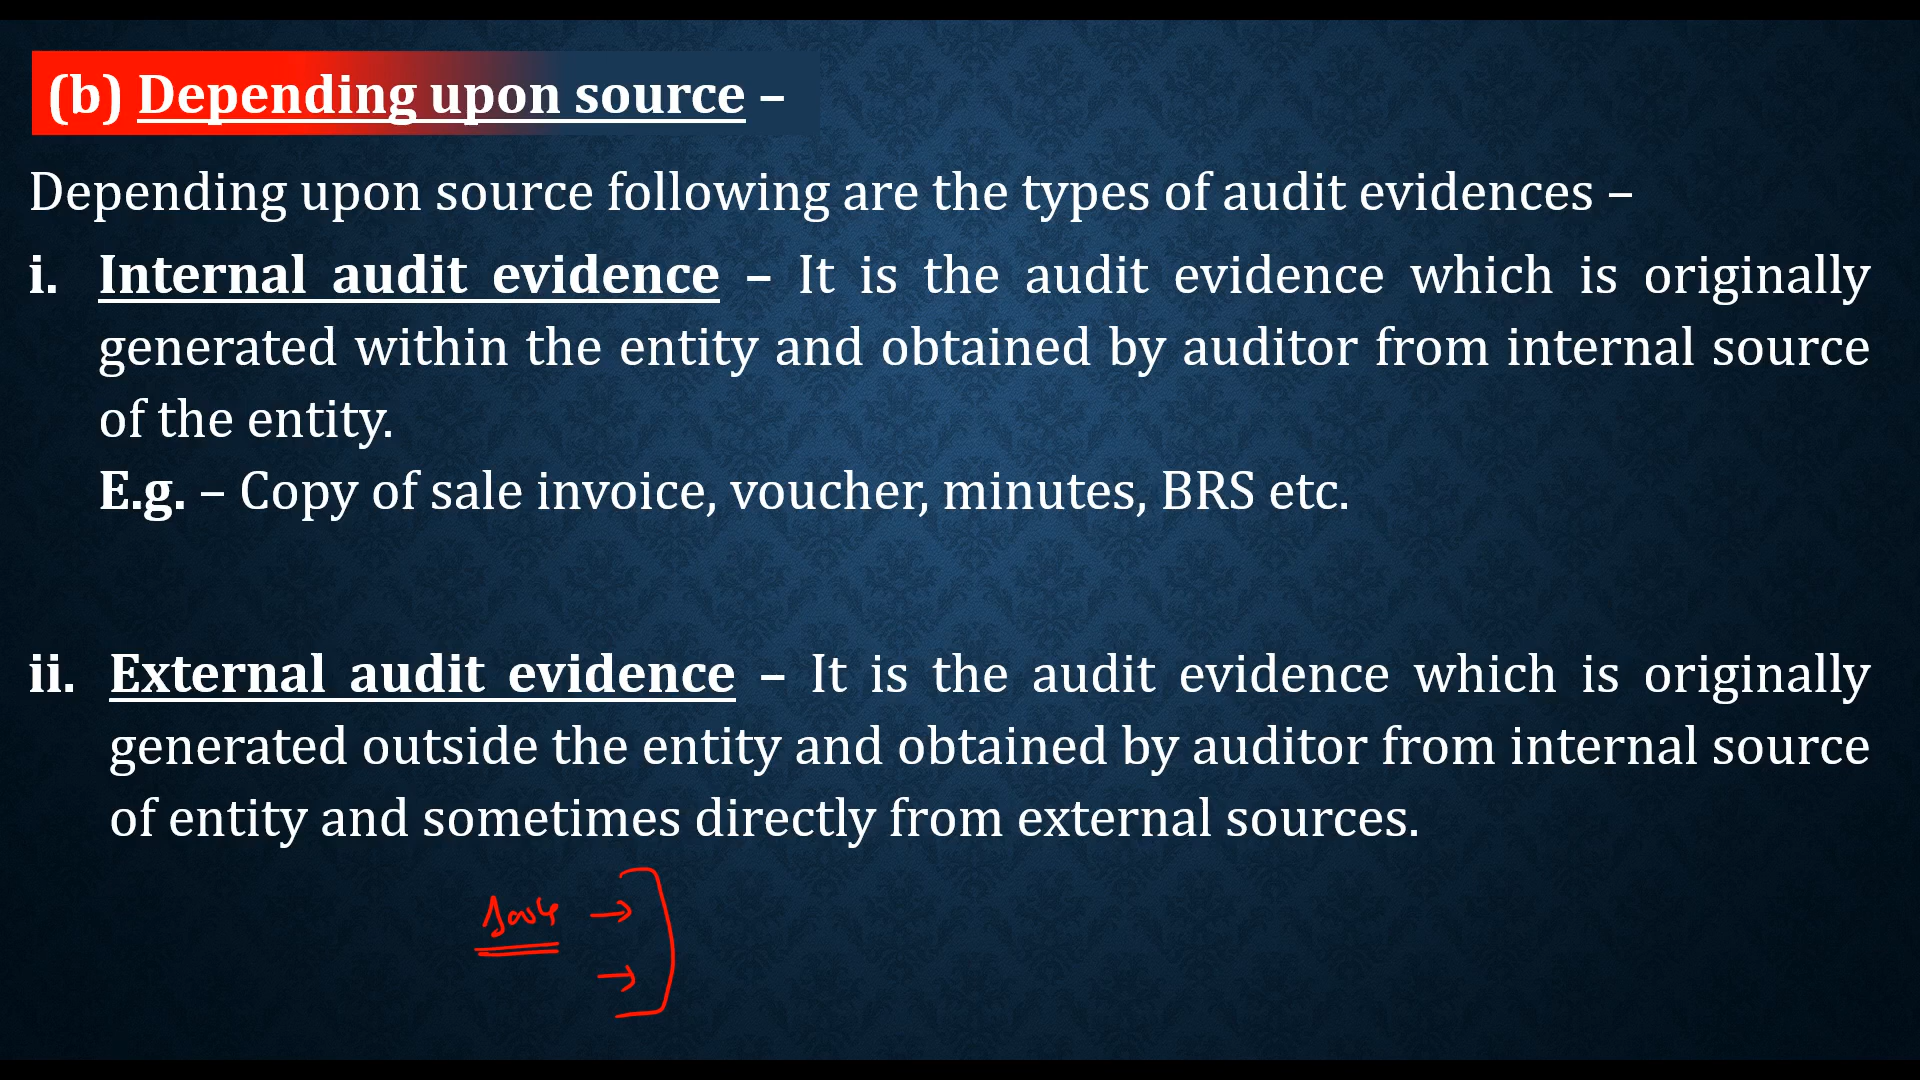 (b) Depending upon source –
Depending upon source following are the types of audit evidences –
i. Internal audit evidence – It is the audit evidence which is originally
generated within the entity and obtained by auditor from internal source
of the entity.
E.g. – Copy of sale invoice, voucher, minutes, BRS etc.
ii. External audit evidence – It is the audit evidence which is originally
generated outside the entity and obtained by auditor from internal source
of entity and sometimes directly from external sources.